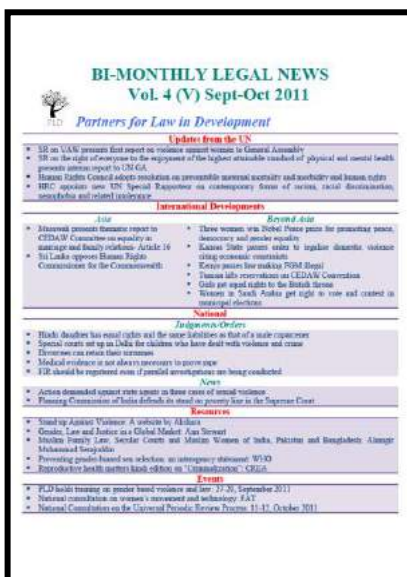 BI-MONTHLY LEGAL NEWS
Vol. 4 (V) Sept-Oct 2011
PLD
Partners for Law in Development
Updates from the UN
SR on VAW presents first report on violence against women to General Assembly
SR on the right of everyone to the enjoyment of the highest attainable standard of physical and mental health
presents interim report to UN GA
Human Rights Council adopts resolution on preventable maternal mortality and morbidity and human rights
HRC appoints new UN Special Rapporteur on contemporary forms of racism, racial discrimination,
xenophobia and related intolerance
International Developments
Asia
Musawah presents thematic report to
CEDAW Committee on equality in
marriage and family relations- Article 16
Sri Lanka opposes Human Rights
Commissioner for the Commonwealth
Beyond Asia
Three women win Nobel Peace prize for promoting peace,
democracy and gender equality
Kansas State passes order to legalise domestic violence
citing economic constraints
Kenya passes law making FGM illegal
Tunisia lifts reservations on CEDAW Convention
Girls get equal rights to the British throne
Women in Saudi Arabia get right to vote and contest in
municipal elections
National
Judgments/Orders
Hindu daughter has equal rights and the same liabilities as that of a male coparcener
Special courts set up in Delhi for children who have dealt with violence and crime
Divorcees can retain their surnames
Medical evidence is not always necessary to prove rape
FIR should be registered even if parallel investigations are being conducted
News
Action demanded against state agents in three cases of sexual violence
Planning Commission of India defends its stand on poverty line in the Supreme Court
Resources
Stand up Against Violence: A website by Akshara
Gender, Law and Justice in a Global Market: Ann Stewart
Muslim Family Law, Secular Courts and Muslim Women of India, Pakistan and Bangladesh: Alamgir
Muhammad Serajuddin
Preventing gender-biased sex selection: an interagency statement: WHO
Reproductive health matters hindi edition on "Criminalization": CREA
Events
PLD holds training on gender based violence and law: 27-29, September 2011
National consultation on women's movement and technology: FAT
National Consultation on the Universal Periodic Review Process: 11-12, October 2011